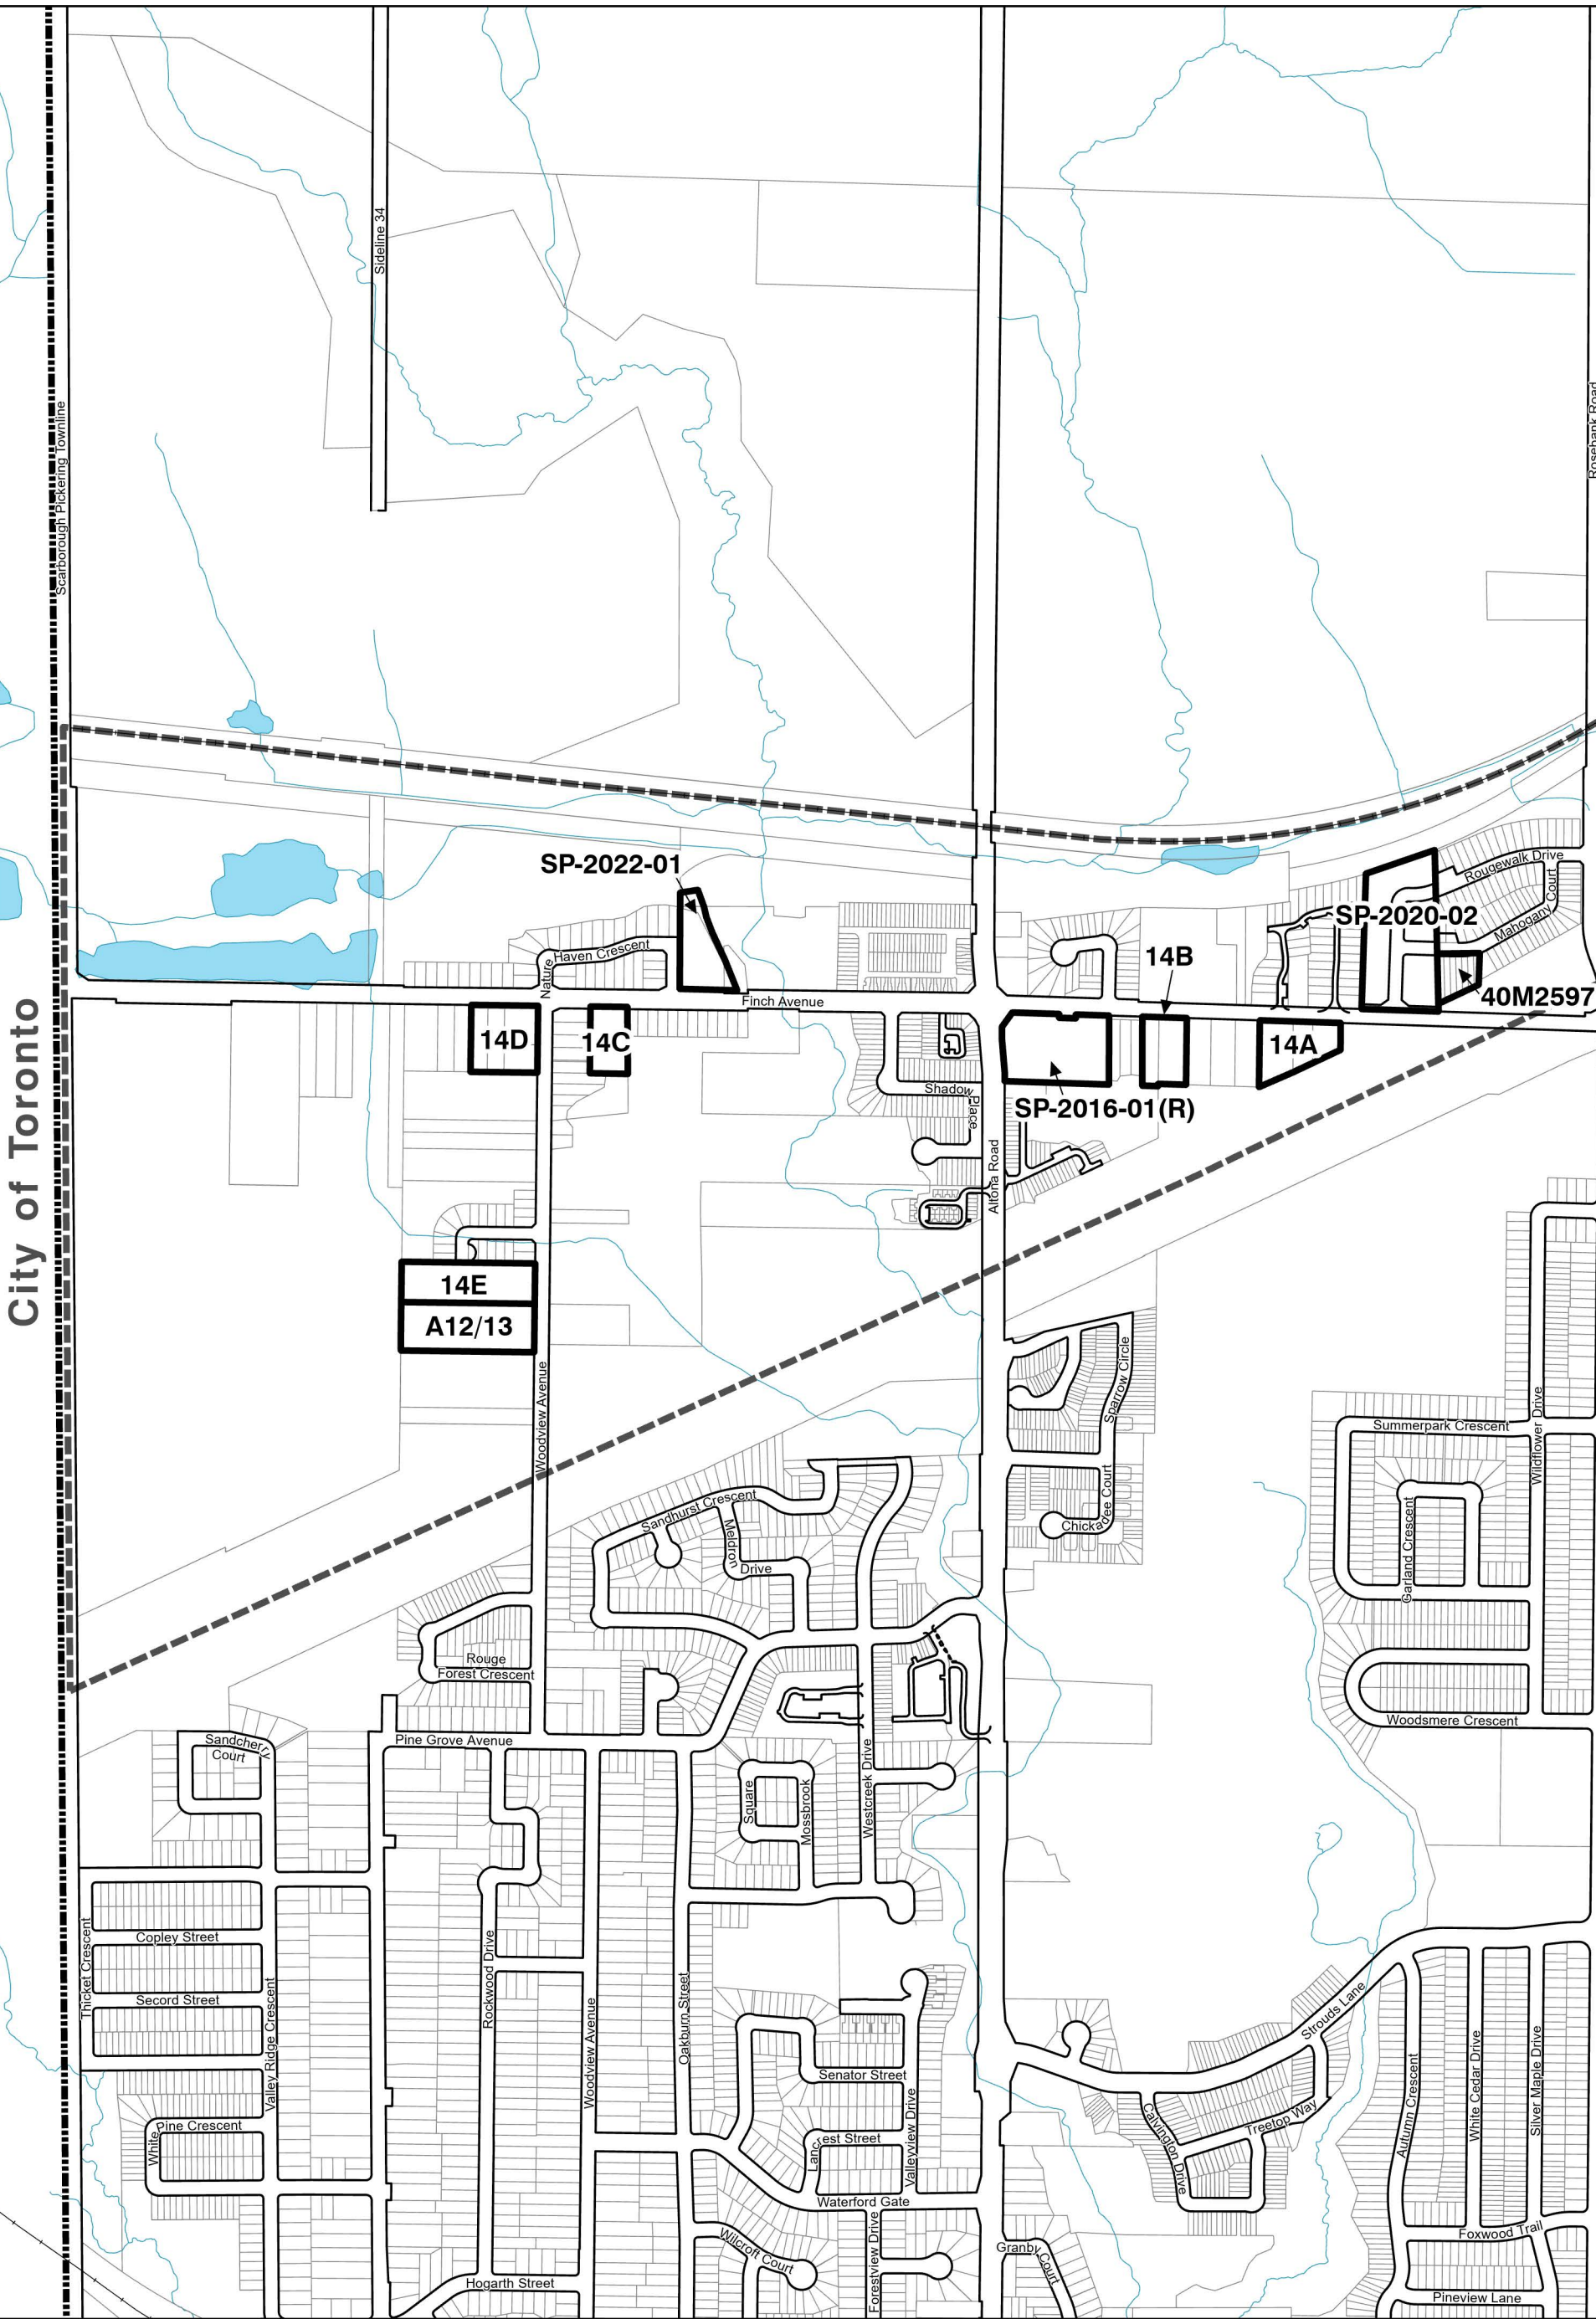 Sideline 34
Scarborough Pickering Townline
Rosebank Road
SP-2022-01
Rougewalk Drive
SP-2020-02
Mahogany Court
Haven Crescent
Nature
14B
40M2597
Finch Avenue
City of Toronto
14D
14C
14A
Shadow
Place
SP-2016-01(R)
Altona Road
14E
A12/13
Woodview Avenue
Sparrow Circle
Summerpark Crescent
Wildflower Drive
Sandhurst Crescent
Meldron
Drive
Chickadee Court
Garland Crescent
Rouge
Forest Crescent
Woodsmere Crescent
Sandcherry
Court
Pine Grove Avenue
Square
Mossbrook
Westcreek Drive
Thicket Crescent
Copley Street
Second Street
Valley Ridge Crescent
Rockwood Drive
Woodview Avenue
Oakburn Street
Strouds Lane
Senator Street
Valleyview Drive
White
Pine Crescent
Lancrest Street
Calvington Drive
Treetop Way
Autumn Crescent
White Cedar Drive
Silver Maple Drive
Waterford Gate
Wilcroft Court
Forestview Drive
Granby Court
Foxwood Trail
Hogarth Street
Pineview Lane